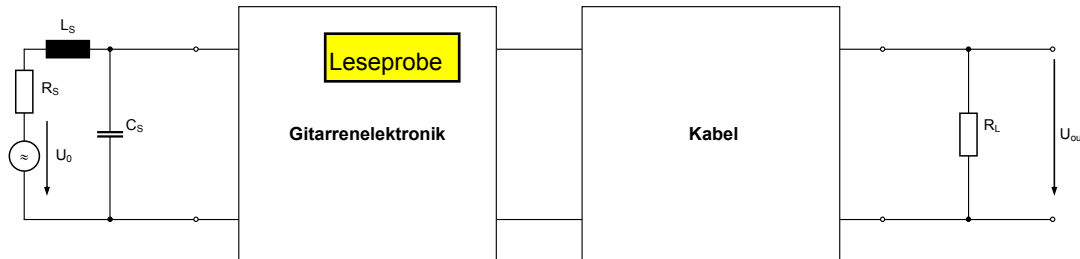 L_S
Leseprobe
R_S
C_S
Gitarrenelektronik
Kabel
R_L
U_0
U_ou
≈